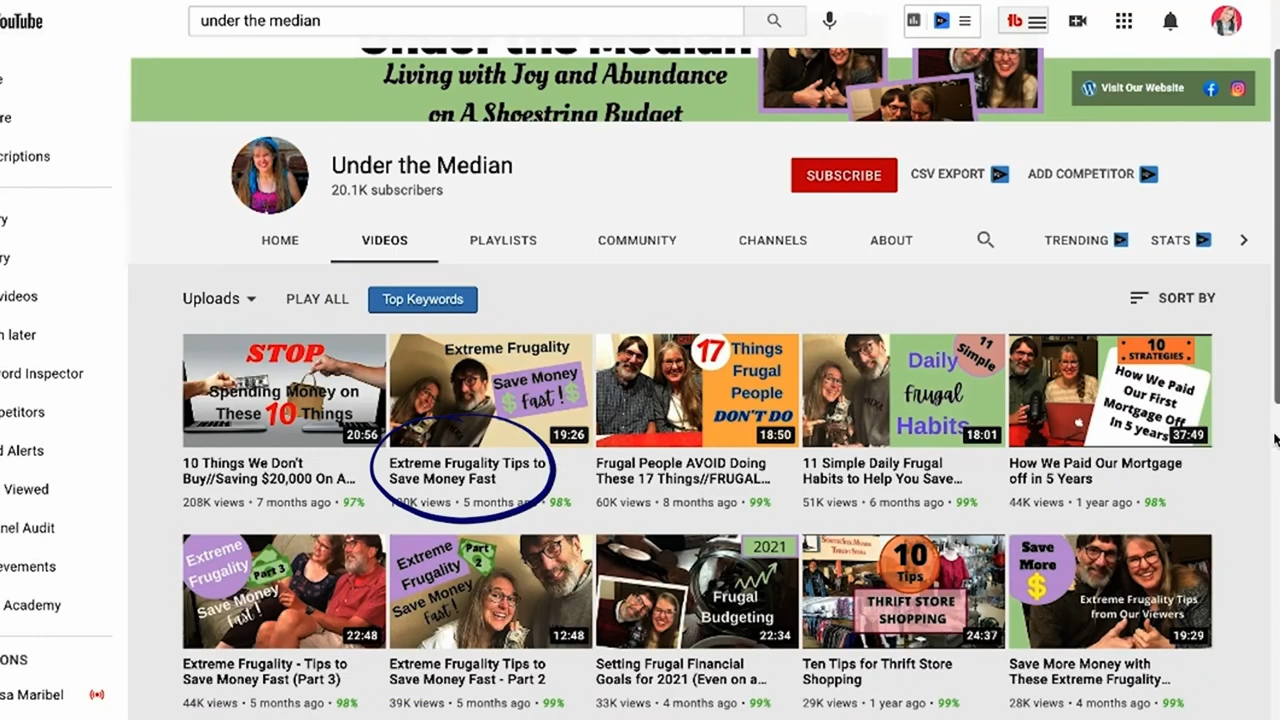 YouTube
under the median
Under the Median
Living with Joy and Abundance
on A Shoestring Budget
Visit Our Website
Under the Median
20.1K subscribers
SUBSCRIBE
CSV EXPORT
ADD COMPETITOR
HOME
VIDEOS
PLAYLISTS
COMMUNITY
CHANNELS
ABOUT
TRENDING
STATS
Uploads
PLAY ALL
Top Keywords
SORT BY
criptions
ry
ry
videos
n later
word Inspector
petitors
d Alerts
Viewed
nel Audit
evements
Academy
ONS
sa Maribel
STOP
Spending Money on
These 10 Things
20:56
10 Things We Don't
Buy//Saving $20,000 On A...
208K views • 7 months ago • 97%
Extreme Frugality
Save Money
$ Fast! $
19:26
Extreme Frugality Tips to
Save Money Fast
views • 5 months ago • 98%
17 Things
Frugal
People
DON'T DO
18:50
Frugal People AVOID Doing
These 17 Things//FRUGAL...
60K views • 8 months ago • 99%
11
Simple
Daily
Frugal
Habits
18:01
11 Simple Daily Frugal
Habits to Help You Save...
51K views • 6 months ago • 99%
10
STRATEGIES
How We Paid
Our First
Mortgage Off
In 5 years
37:49
How We Paid Our Mortgage
off in 5 Years
44K views • 1 year ago • 98%
Extreme
Frugality
Part 3
Save Money
fast!
22:48
Extreme Frugality - Tips to
Save Money Fast (Part 3)
44K views • 5 months ago • 98%
Extreme
Frugality
Part
2
Save Money
fast!
12:48
Extreme Frugality Tips to
Save Money Fast - Part 2
39K views • 5 months ago • 99%
2021
Frugal
Budgeting
22:34
Setting Frugal Financial
Goals for 2021 (Even on a...
33K views • 4 months ago • 99%
10
Tips
THRIFT STORE
SHOPPING
24:37
Ten Tips for Thrift Store
Shopping
29K views • 1 year ago • 99%
Save
More
$
Extreme Frugality Tips
from Our Viewers
19:29
Save More Money with
These Extreme Frugality...
28K views • 4 months ago • 99%